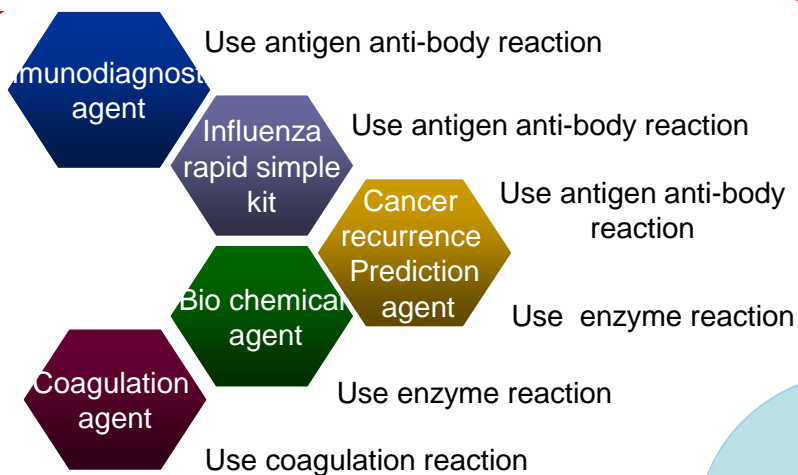 Use antigen anti-body reaction
munodiagnost
agent
Influenza
rapid simple
kit
Use antigen anti-body reaction
Cancer
recurrence
Prediction
agent
Use antigen anti-body
reaction
Use enzyme reaction
Bio chemical
agent
Use enzyme reaction
Coagulation
agent
Use coagulation reaction